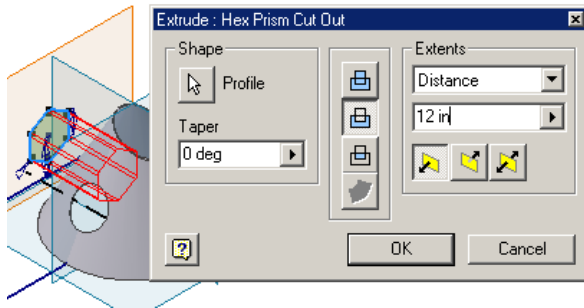 Extrude : Hex Prism Cut Out
Shape
Profile
Taper
0 deg
Extents
Distance
12 in
?
OK
Cancel